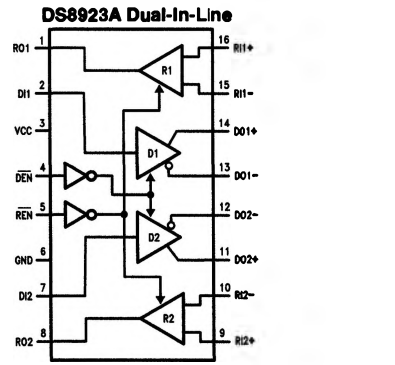 DS8923A Dual-In-Line
RO1 1
DI1 2
VCC 3
DEN 4
REN 5
GND 6
DI2 7
RO2 8
R1
D1
D2
R2
16 RI1+
15 RI1-
14 DO1+
13 DO1-
12 DO2-
11 DO2+
10 RI2-
9 RI2+